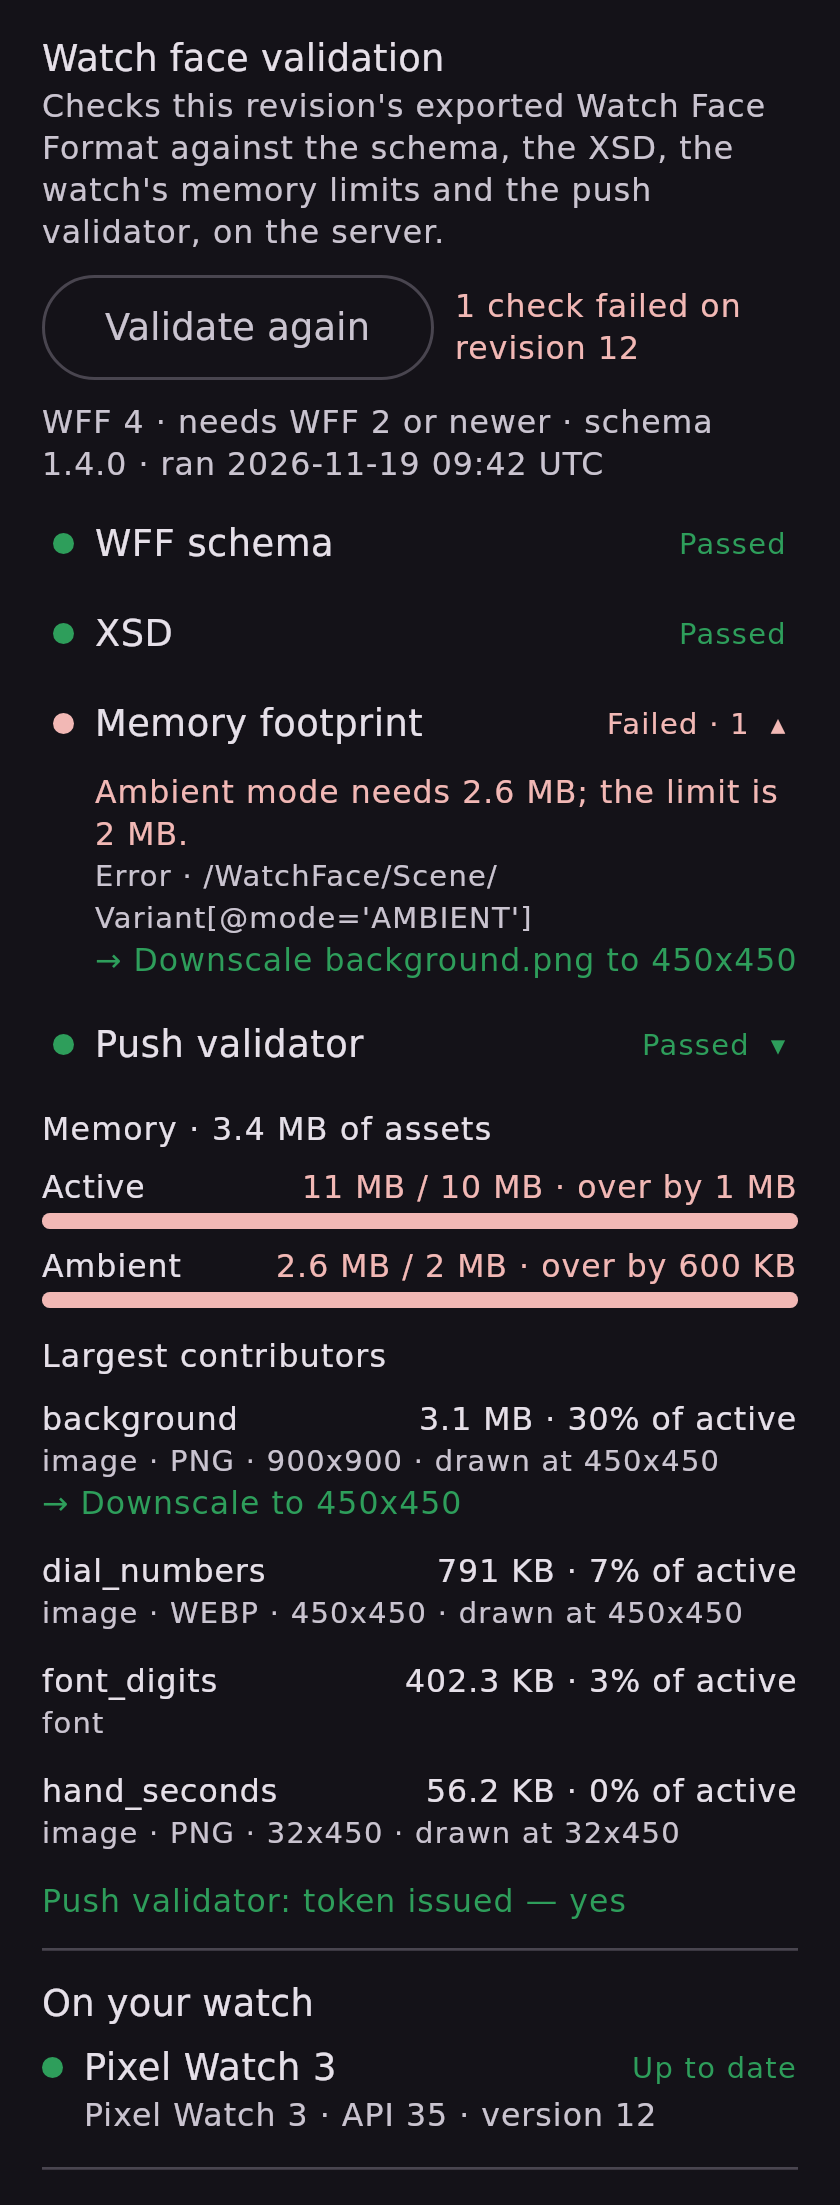 Watch face validation
Checks this revision's exported Watch Face
Format against the schema, the XSD, the
watch's memory limits and the push
validator, on the server.
Validate again
1 check failed on
revision 12
WFF 4 · needs WFF 2 or newer · schema
1.4.0 · ran 2026-11-19 09:42 UTC
WFF schema Passed
XSD Passed
Memory footprint Failed · 1 ▲
Ambient mode needs 2.6 MB; the limit is
2 MB.
Error · /WatchFace/Scene/
Variant[@mode='AMBIENT']
→ Downscale background.png to 450x450
Push validator Passed ▼
Memory · 3.4 MB of assets
Active 11 MB / 10 MB · over by 1 MB
Ambient 2.6 MB / 2 MB · over by 600 KB
Largest contributors
background 3.1 MB · 30% of active
image · PNG · 900x900 · drawn at 450x450
→ Downscale to 450x450
dial_numbers 791 KB · 7% of active
image · WEBP · 450x450 · drawn at 450x450
font_digits 402.3 KB · 3% of active
font
hand_seconds 56.2 KB · 0% of active
image · PNG · 32x450 · drawn at 32x450
Push validator: token issued — yes
On your watch
Pixel Watch 3 Up to date
Pixel Watch 3 · API 35 · version 12